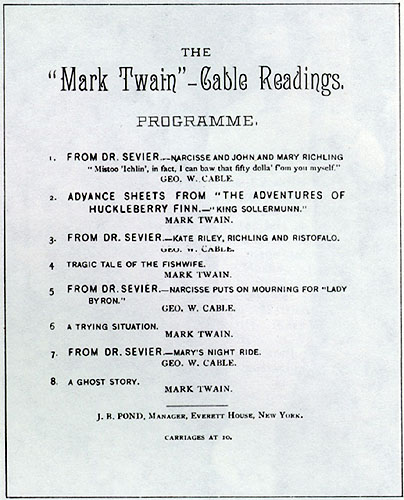 THE
"Mark Twain"-Cable Readings.
PROGRAMME.
1. FROM DR. SEVIER.—NARCISSE AND JOHN AND MARY RICHLING
"Mistoo 'Ichlin', in fact, I can baw that fifty dolla' f'om you myself."
GEO. W. CABLE.
2. ADVANCE SHEETS FROM "THE ADVENTURES OF
HUCKLEBERRY FINN.—"KING SOLLERMUNN."
MARK TWAIN.
3. FROM DR. SEVIER.—KATE RILEY, RICHLING AND RISTOFALO.
GEO. W. CABLE.
4 TRAGIC TALE OF THE FISHWIFE.
MARK TWAIN.
5 FROM DR. SEVIER.—NARCISSE PUTS ON MOURNING FOR "LADY
BYRON."
GEO. W. CABLE.
6 A TRYING SITUATION.
MARK TWAIN.
7. FROM DR. SEVIER.—MARY'S NIGHT RIDE.
GEO. W. CABLE.
8. A GHOST STORY.
MARK TWAIN.
J. B. POND, MANAGER, EVERETT HOUSE, NEW YORK.
CARRIAGES AT 10.